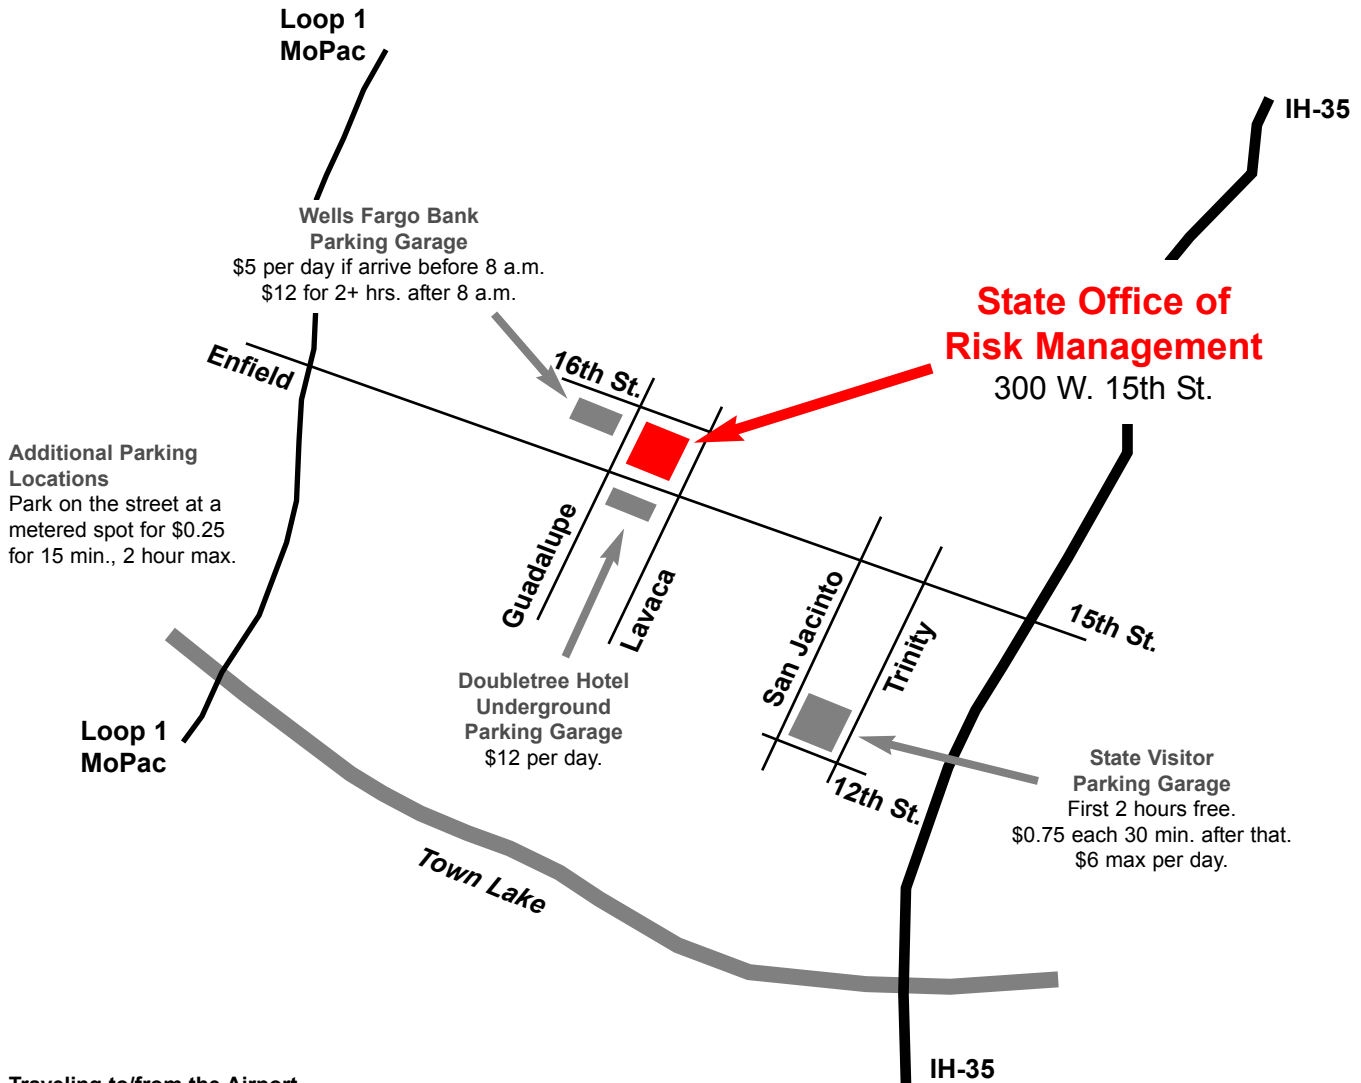 Loop 1
MoPac
IH-35
Wells Fargo Bank
Parking Garage
$5 per day if arrive before 8 a.m.
$12 for 2+ hrs. after 8 a.m.
State Office of
Risk Management
300 W. 15th St.
Enfield
16th St.
Additional Parking
Locations
Park on the street at a
metered spot for $0.25
for 15 min., 2 hour max.
Guadalupe
Lavaca
San Jacinto
Trinity
15th St.
Doubletree Hotel
Underground
Parking Garage
$12 per day.
Loop 1
MoPac
12th St.
State Visitor
Parking Garage
First 2 hours free.
$0.75 each 30 min. after that.
$6 max per day.
Town Lake
IH-35
Traveling to/from the Airport